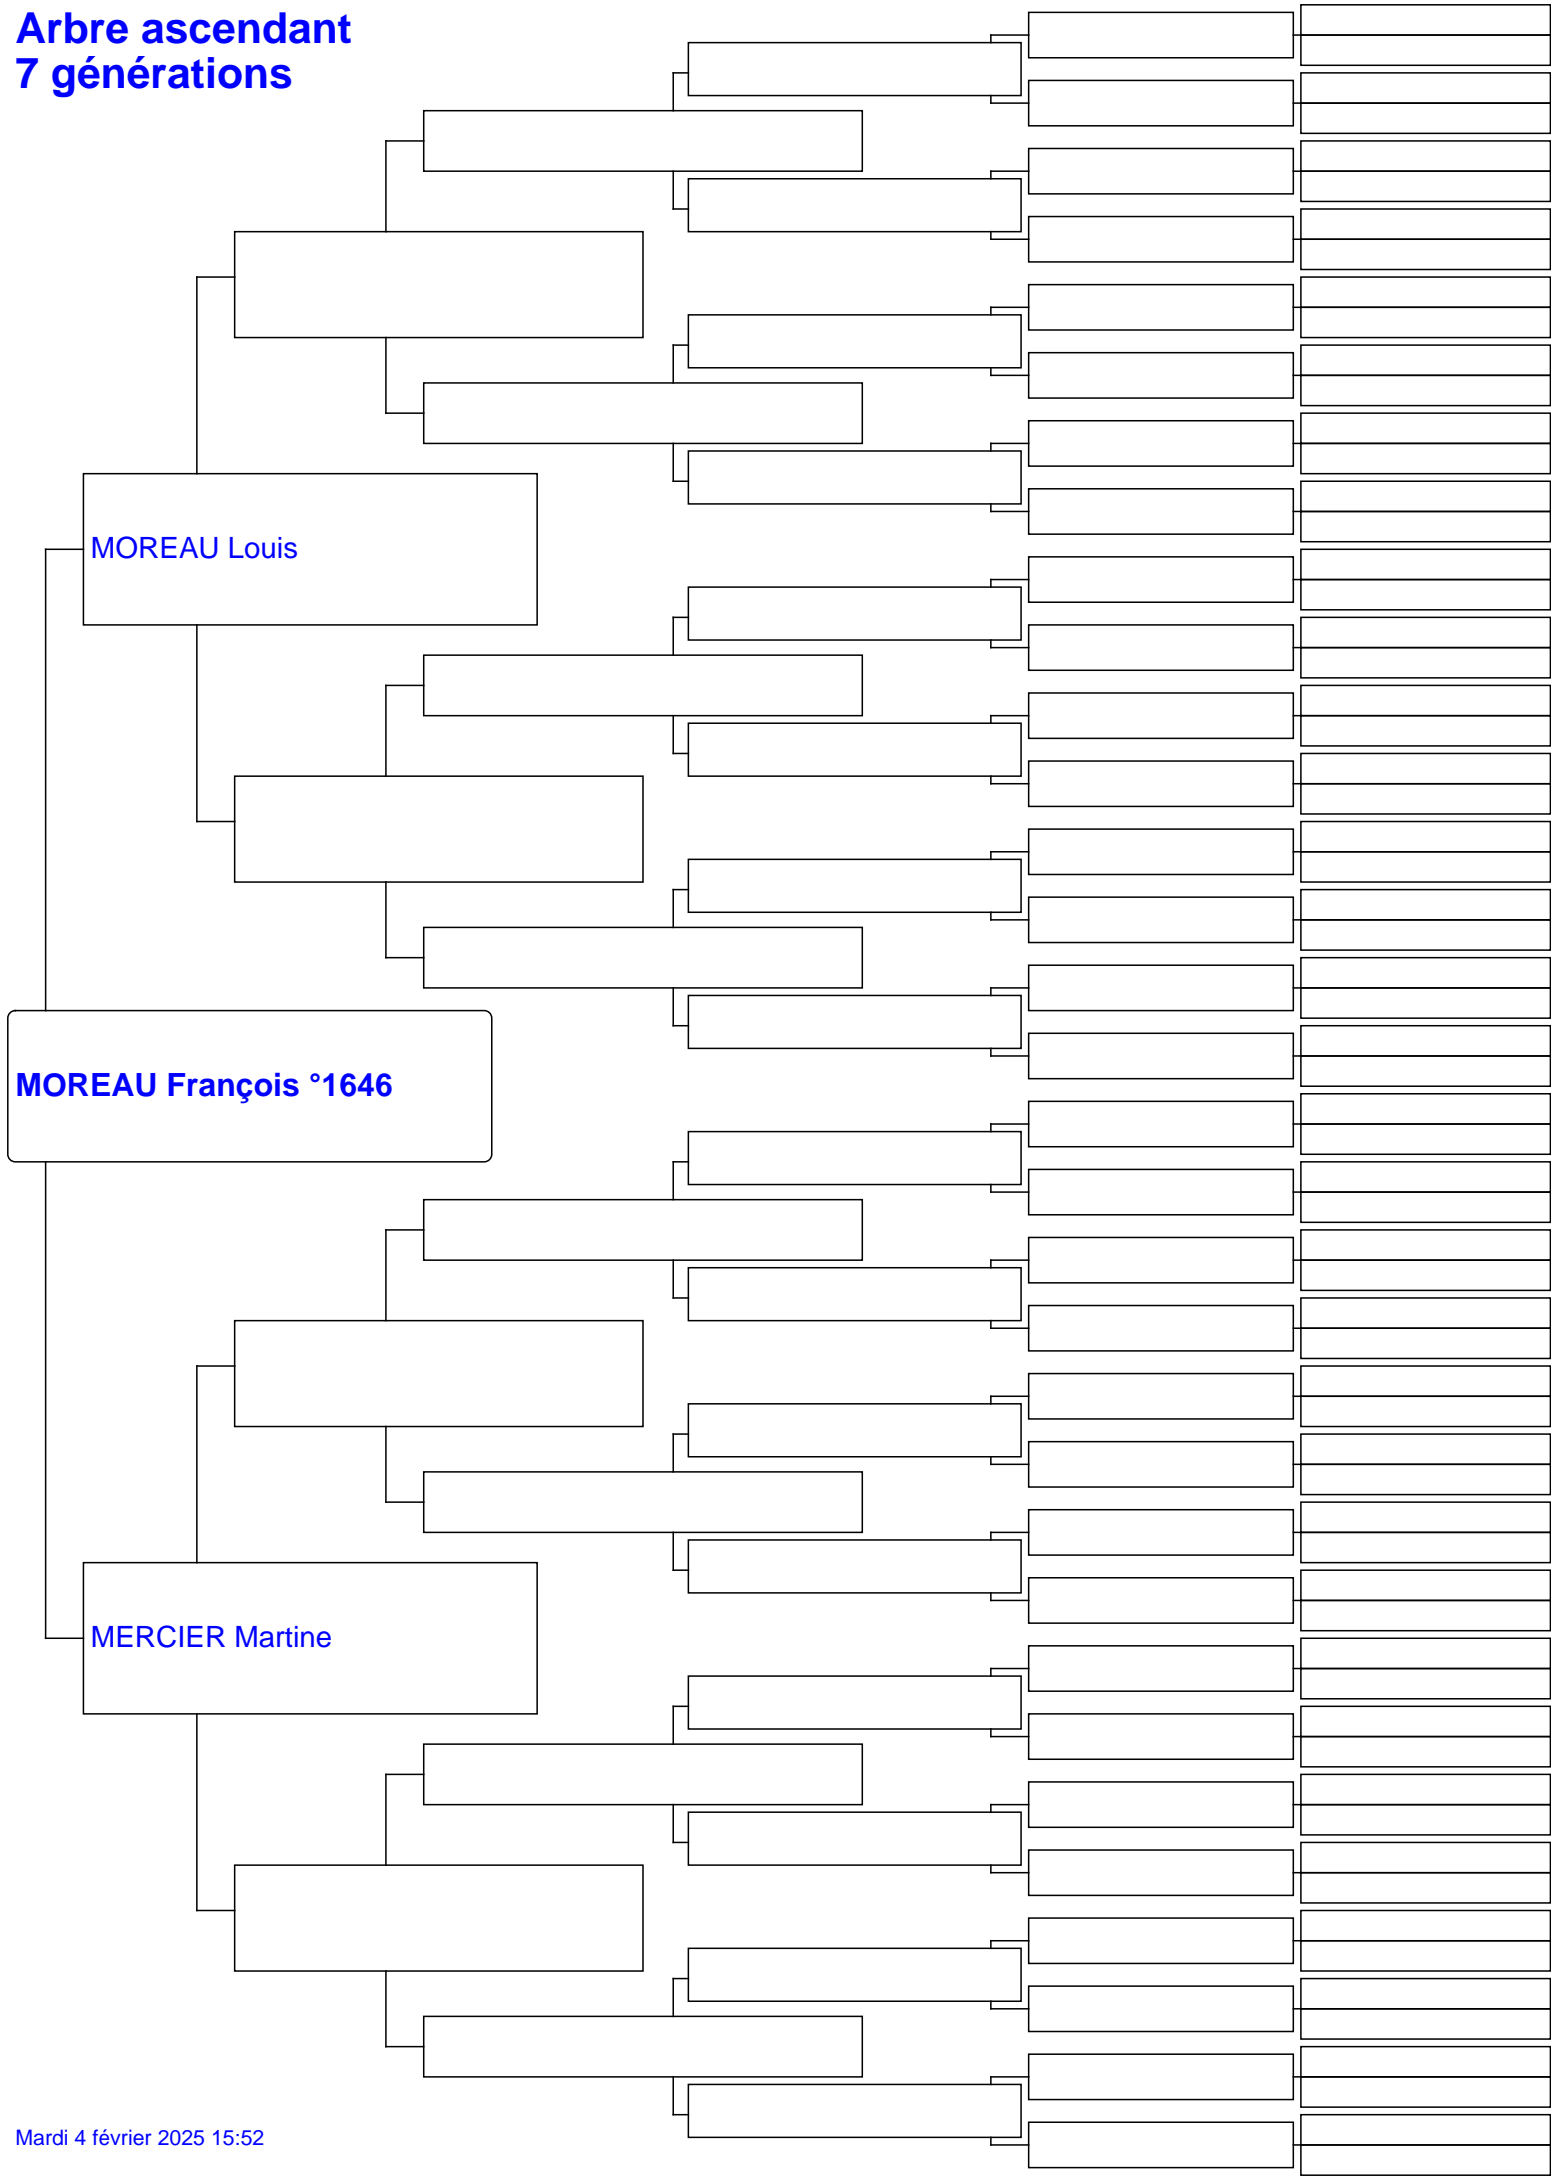 Arbre ascendant
7 générations
MOREAU Louis
MOREAU François °1646
MERCIER Martine
Mardi 4 février 2025 15:52